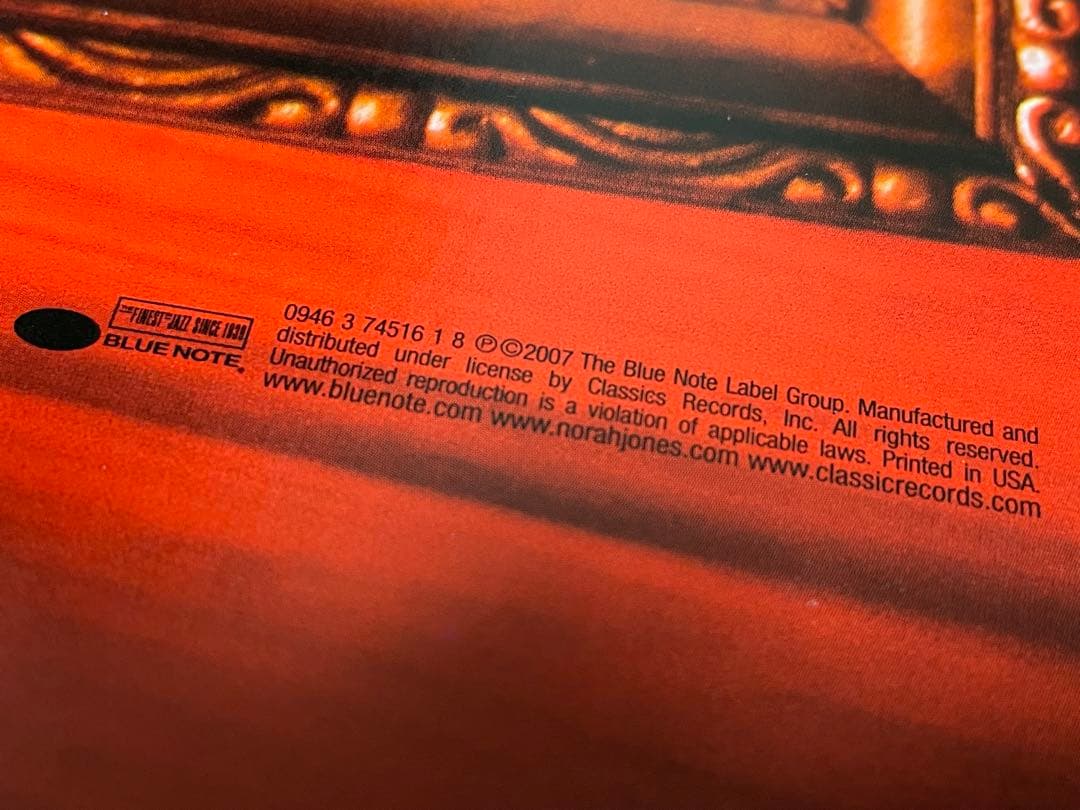 THE FINEST IN JAZZ SINCE 1939
BLUE NOTE
0946 3 74516 1 8 ℗©2007 The Blue Note Label Group. Manufactured and
distributed under license by Classics Records, Inc. All rights reserved.
Unauthorized reproduction is a violation of applicable laws. Printed in USA.
www.bluenote.com www.norahjones.com www.classicrecords.com